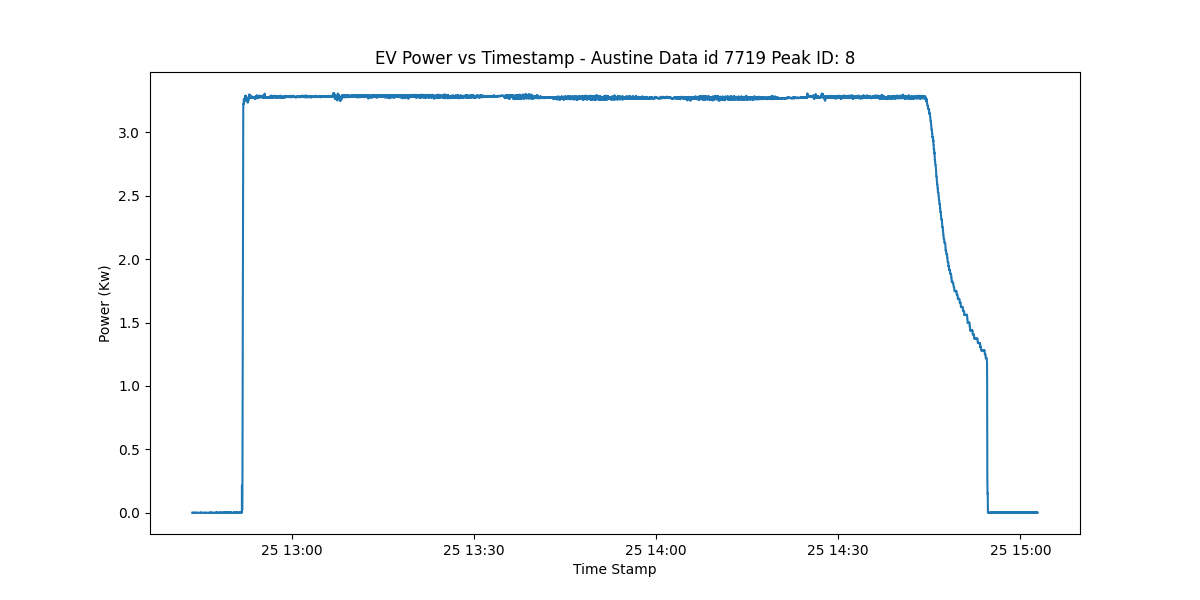 EV Power vs Timestamp - Austine Data id 7719 Peak ID: 8
Power (Kw)
3.0
2.5
2.0
1.5
1.0
0.5
0.0
25 13:00 25 13:30 25 14:00 25 14:30 25 15:00
Time Stamp